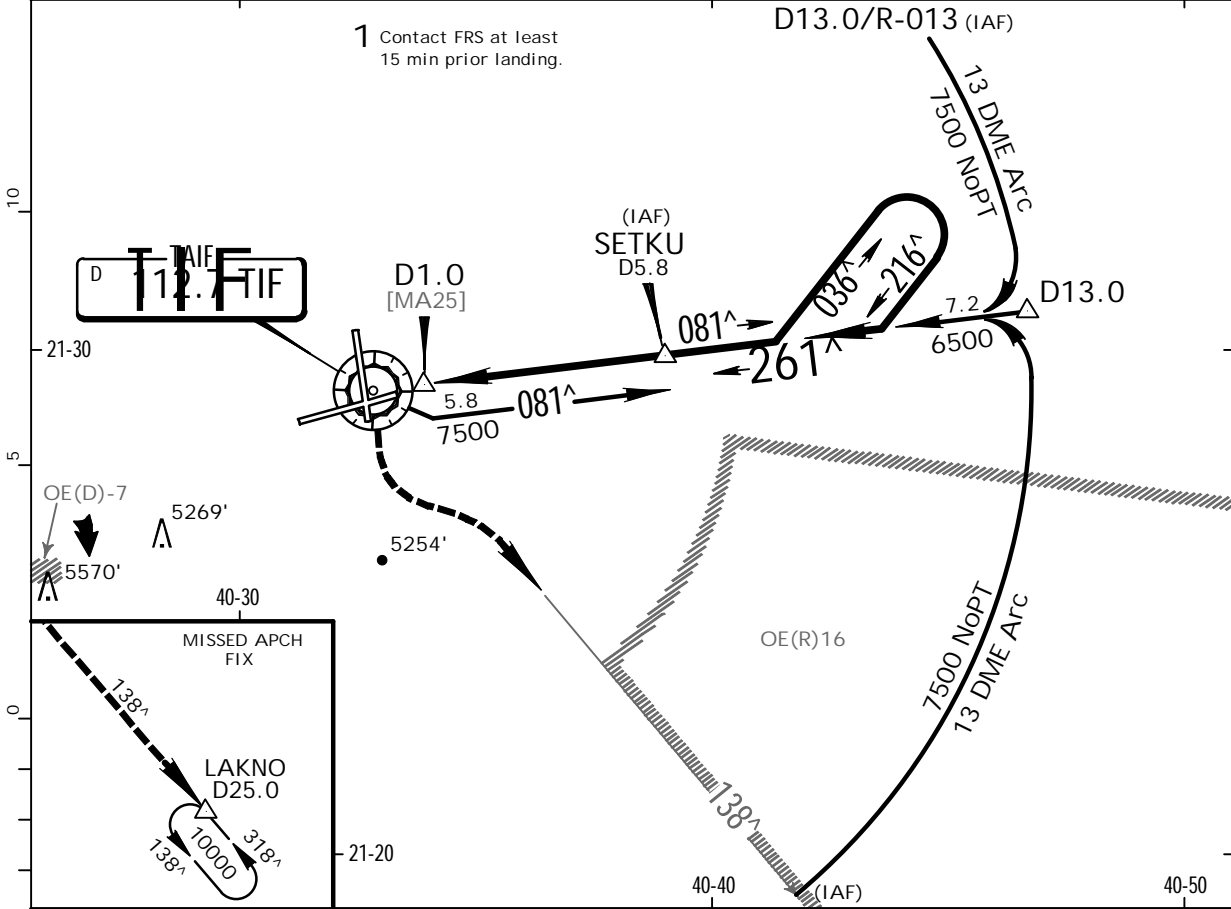 D13.0/R-013 (IAF)
1 Contact FRS at least
15 min prior landing.
13 DME Arc
7500 NoPT
10
(IAF)
SETKU
D5.8
TAIF
D 112.7 TIF
T I F
D1.0
[MA25]
036^
216^
D13.0
7.2
6500
081^
261^
21-30
5.8
7500
081^
5
OE(D)-7
5269'
5254'
5570'
40-30
MISSED APCH
FIX
OE(R)16
7500 NoPT
13 DME Arc
138^
0
LAKNO
D25.0
10000
138^
318^
138^
21-20
40-40
(IAF)
40-50